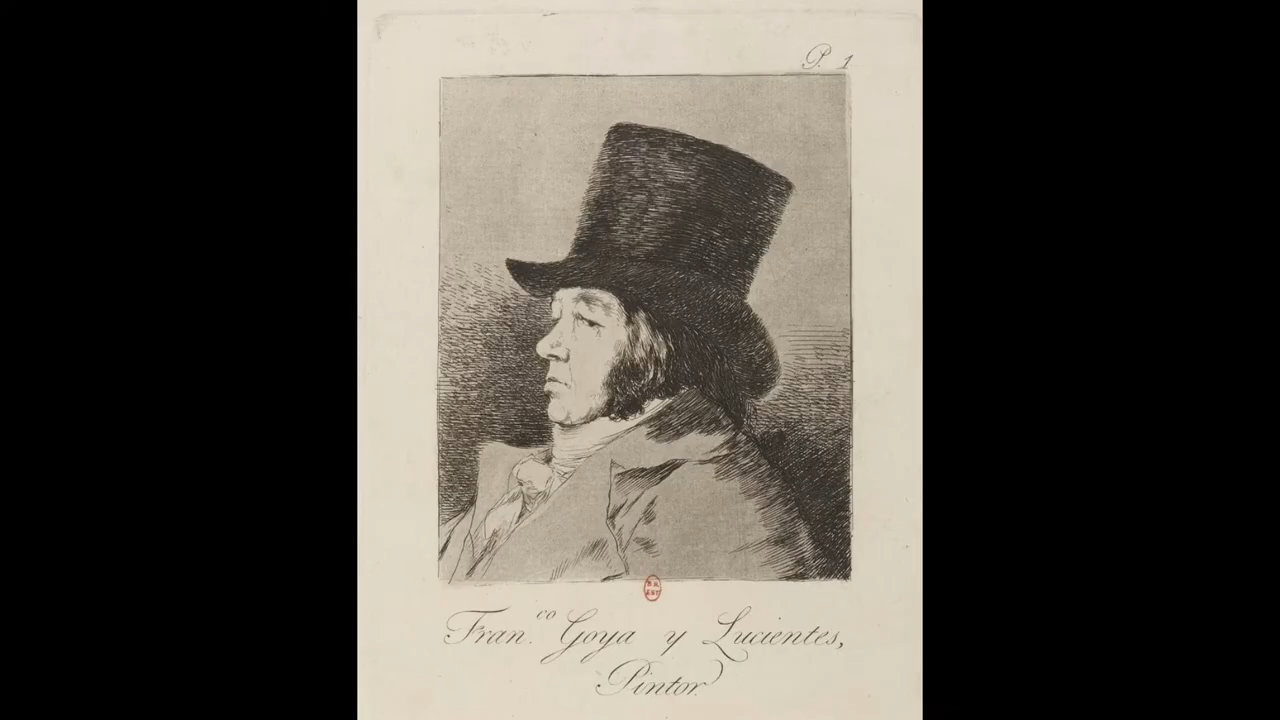 P. 1
Fran.co Goya y Lucientes,
Pintor